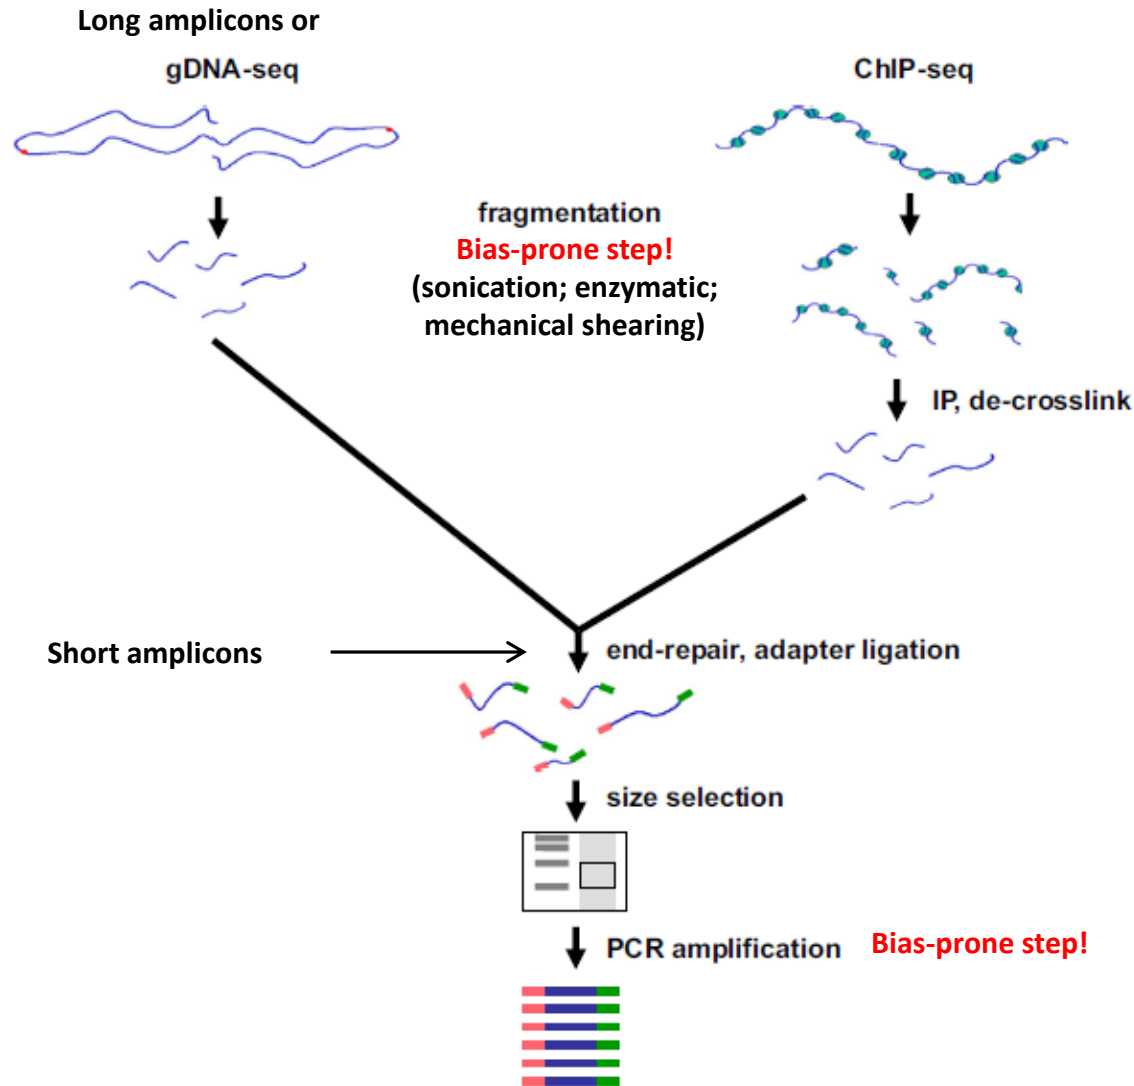 Long amplicons or
gDNA-seq
ChIP-seq
fragmentation
Bias-prone step!
(sonication; enzymatic;
mechanical shearing)
IP, de-crosslink
Short amplicons
end-repair, adapter ligation
size selection
PCR amplification
Bias-prone step!